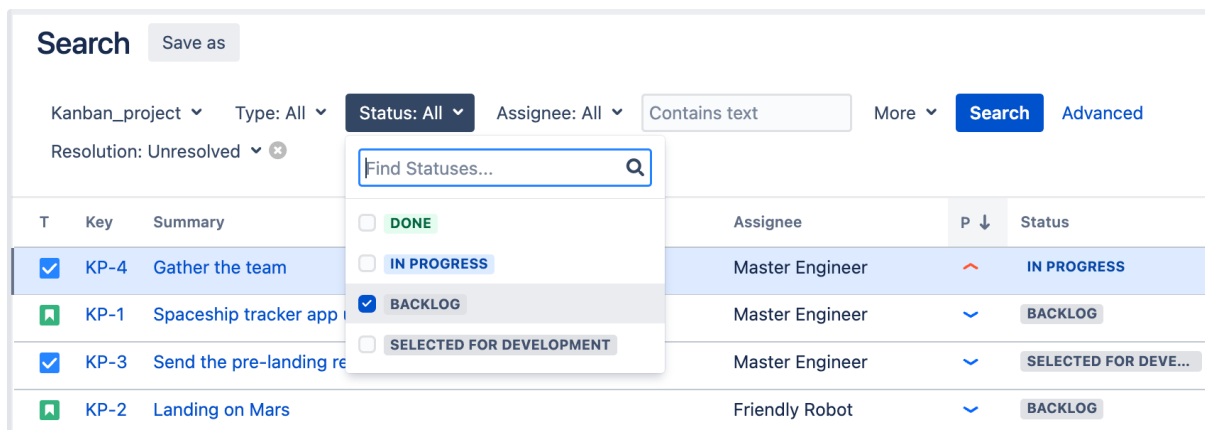 Search Save as
Kanban_project Type: All Status: All Assignee: All Contains text More Search Advanced
Resolution: Unresolved
Find Statuses...
DONE
IN PROGRESS
BACKLOG
SELECTED FOR DEVELOPMENT
T Key Summary Assignee P Status
KP-4 Gather the team Master Engineer IN PROGRESS
KP-1 Spaceship tracker app Master Engineer BACKLOG
KP-3 Send the pre-landing re Master Engineer SELECTED FOR DEVE...
KP-2 Landing on Mars Friendly Robot BACKLOG